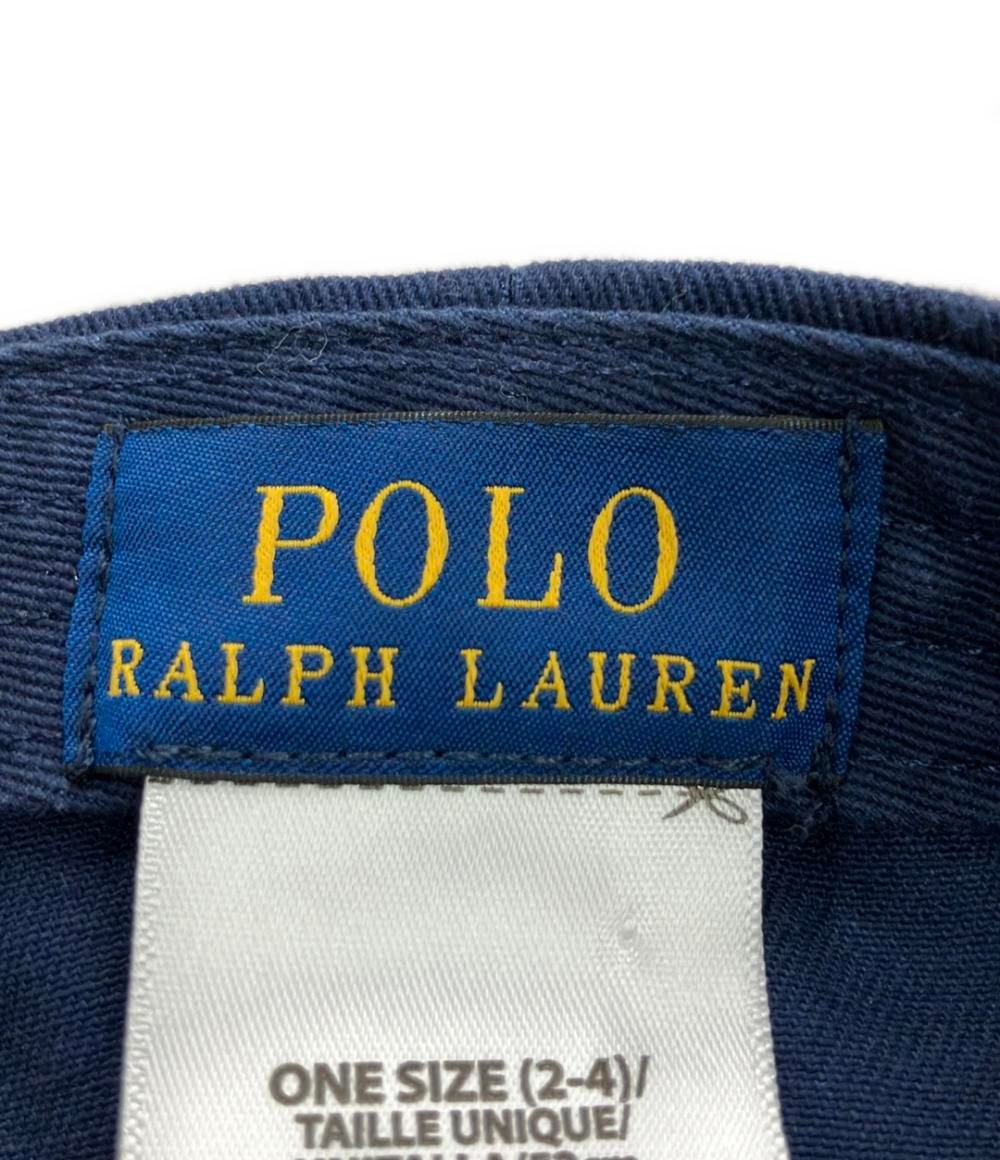 POLO
RALPH LAUREN
ONE SIZE (2-4)/
TAILLE UNIQUE/